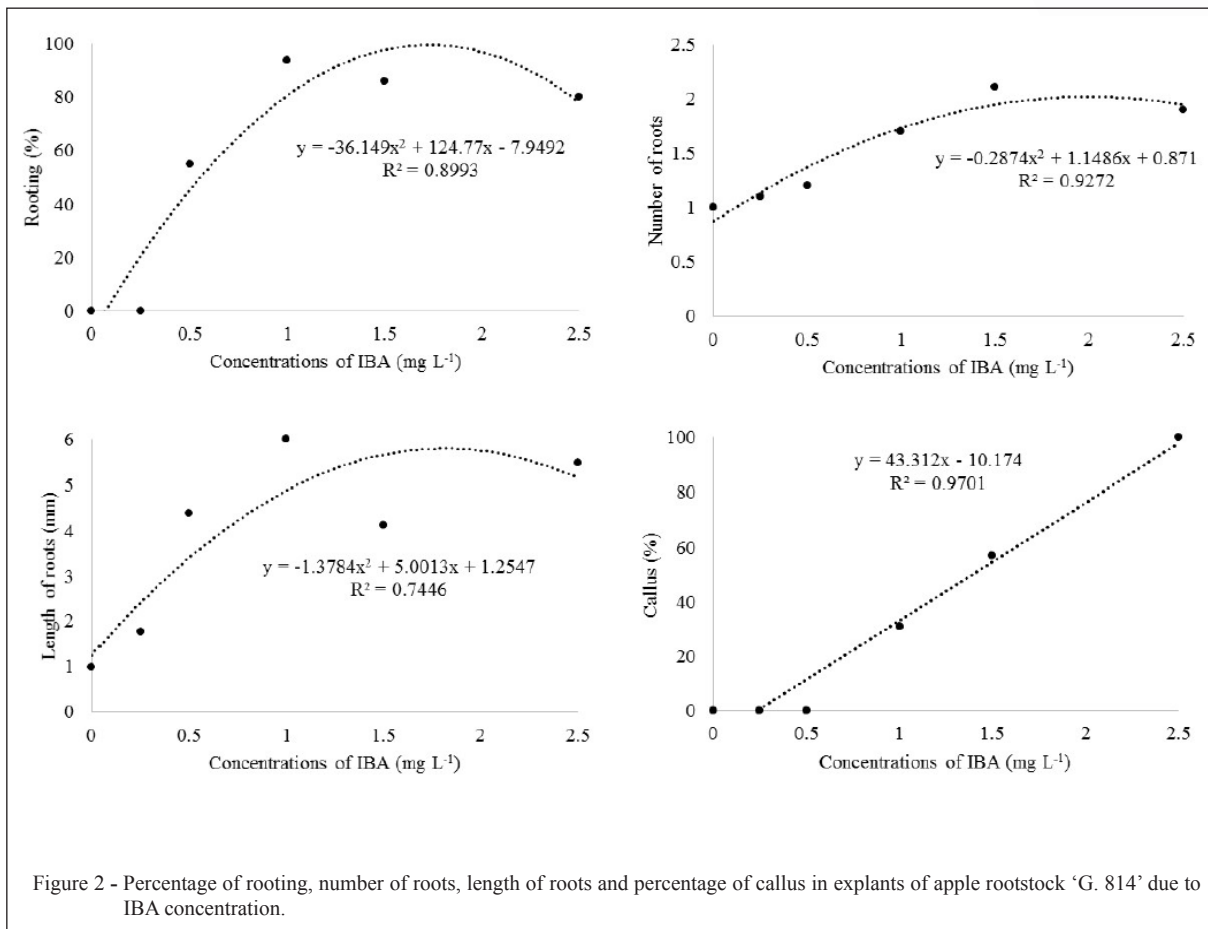 100
80
60
40
20
0
Rooting (%)
y = -36.149x² + 124.77x - 7.9492
R² = 0.8993
0 0.5 1 1.5 2 2.5
Concentrations of IBA (mg L⁻¹)
2.5
2
1.5
1
0.5
0
Number of roots
y = -0.2874x² + 1.1486x + 0.871
R² = 0.9272
0 0.5 1 1.5 2 2.5
Concentrations of IBA (mg L⁻¹)
6
5
4
3
2
1
0
Length of roots (mm)
y = -1.3784x² + 5.0013x + 1.2547
R² = 0.7446
0 0.5 1 1.5 2 2.5
Concentrations of IBA (mg L⁻¹)
100
80
60
40
20
0
Callus (%)
y = 43.312x - 10.174
R² = 0.9701
0 0.5 1 1.5 2 2.5
Concentrations of IBA (mg L⁻¹)
Figure 2 - Percentage of rooting, number of roots, length of roots and percentage of callus in explants of apple rootstock ‘G. 814’ due to
IBA concentration.